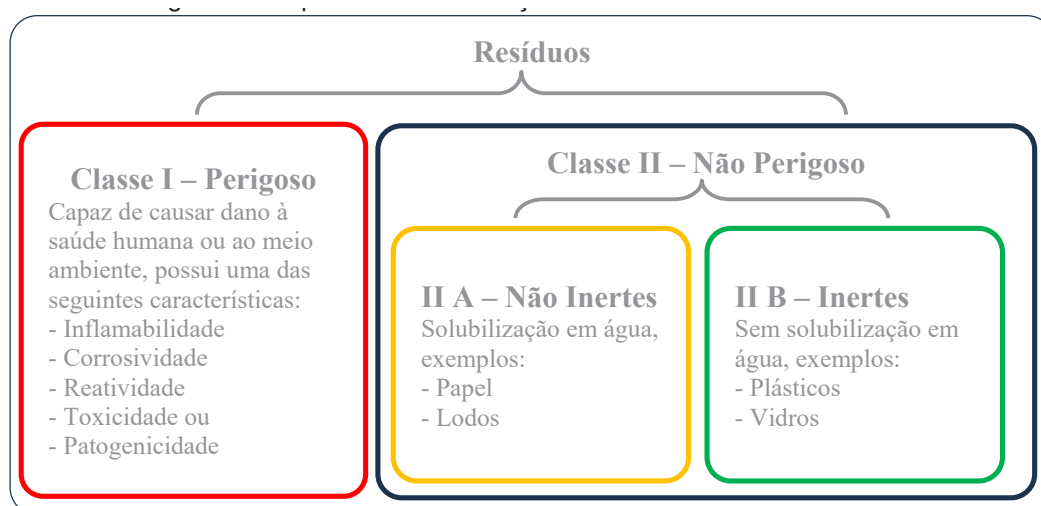 Resíduos
Classe I – Perigoso
Capaz de causar dano à
saúde humana ou ao meio
ambiente, possui uma das
seguintes características:
- Inflamabilidade
- Corrosividade
- Reatividade
- Toxicidade ou
- Patogenicidade
Classe II – Não Perigoso
II A – Não Inertes
Solubilização em água,
exemplos:
- Papel
- Lodos
II B – Inertes
Sem solubilização em
água, exemplos:
- Plásticos
- Vidros